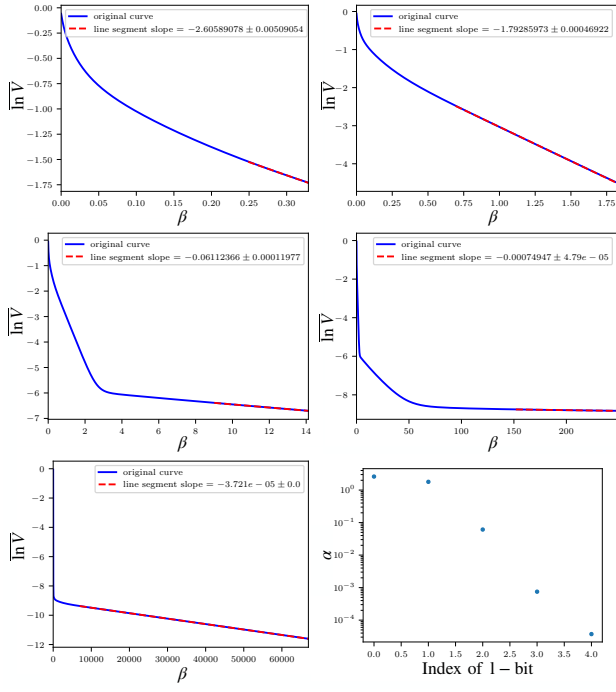 original curve
line segment slope = −2.60589078 ± 0.00509054
0.00
−0.25
−0.50
−0.75
−1.00
−1.25
−1.50
−1.75
0.00 0.05 0.10 0.15 0.20 0.25 0.30
β
ln V
original curve
line segment slope = −1.79285973 ± 0.00046922
0
−1
−2
−3
−4
0.00 0.25 0.50 0.75 1.00 1.25 1.50 1.75
β
ln V
original curve
line segment slope = −0.06112366 ± 0.00011977
0
−1
−2
−3
−4
−5
−6
−7
0 2 4 6 8 10 12 14
β
ln V
original curve
line segment slope = −0.00074947 ± 4.79e − 05
0
−2
−4
−6
−8
0 50 100 150 200
β
ln V
original curve
line segment slope = −3.721e − 05 ± 0.0
0
−2
−4
−6
−8
−10
−12
0 10000 20000 30000 40000 50000 60000
β
ln V
10⁰
10⁻¹
10⁻²
10⁻³
10⁻⁴
α
0.0 0.5 1.0 1.5 2.0 2.5 3.0 3.5 4.0
Index of 1 − bit